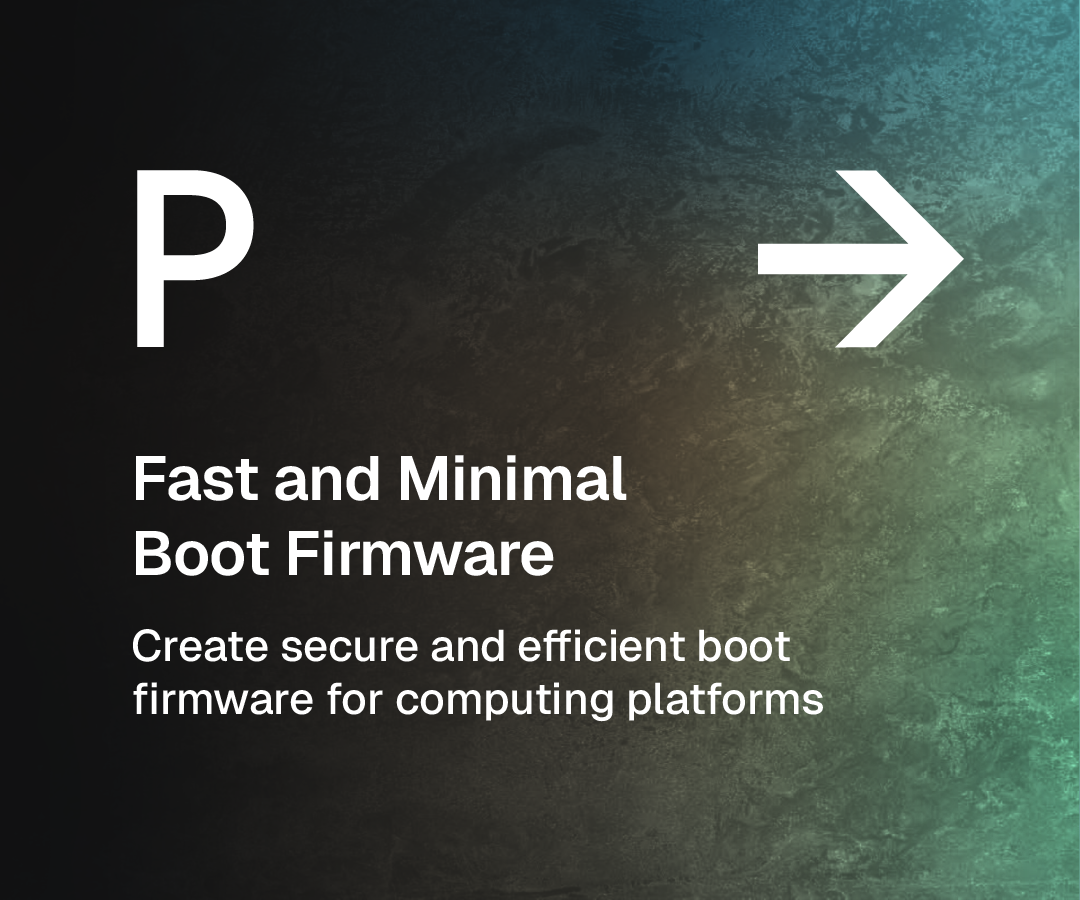 P →
Fast and Minimal
Boot Firmware
Create secure and efficient boot
firmware for computing platforms